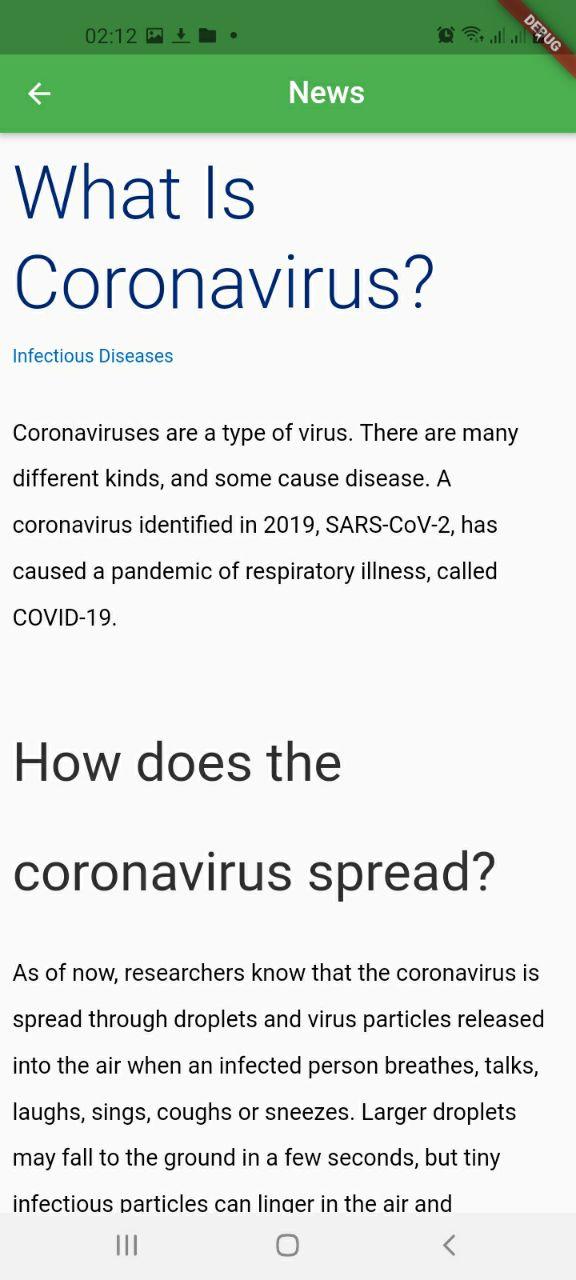 02:12
DEBUG
News
What Is
Coronavirus?
Infectious Diseases
Coronaviruses are a type of virus. There are many
different kinds, and some cause disease. A
coronavirus identified in 2019, SARS-CoV-2, has
caused a pandemic of respiratory illness, called
COVID-19.
How does the
coronavirus spread?
As of now, researchers know that the coronavirus is
spread through droplets and virus particles released
into the air when an infected person breathes, talks,
laughs, sings, coughs or sneezes. Larger droplets
may fall to the ground in a few seconds, but tiny
infectious particles can linger in the air and